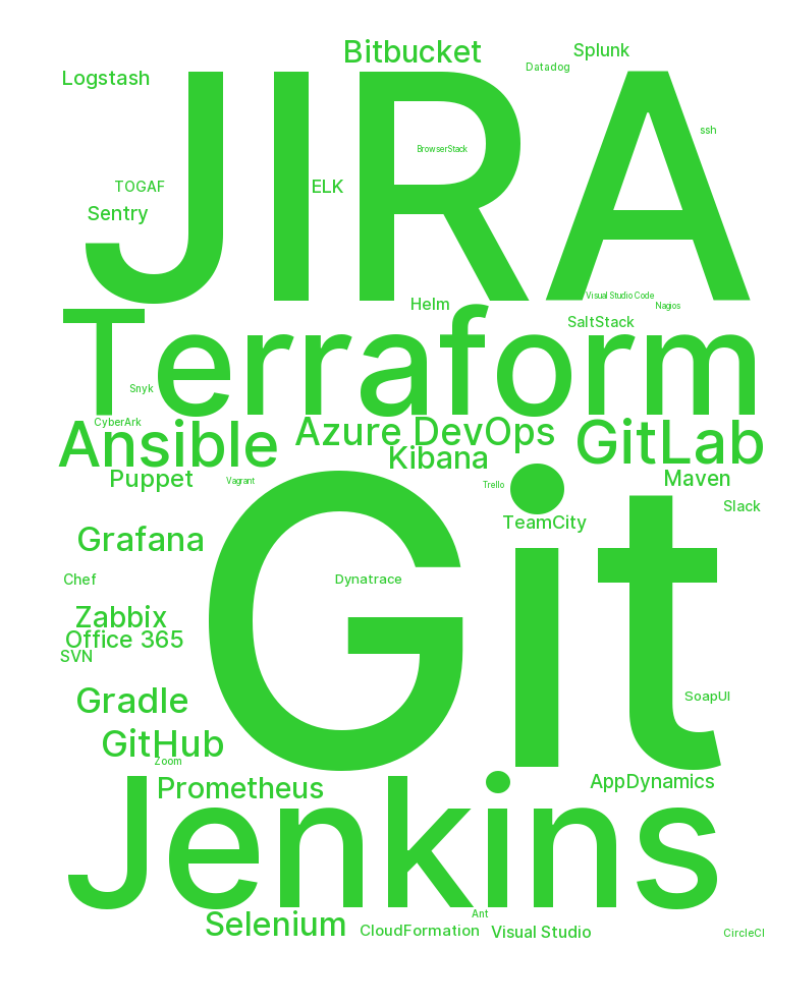 Bitbucket
Splunk
Datadog
Logstash
JIRA
ssh
BrowserStack
TOGAF
ELK
Sentry
Visual Studio Code
Helm
Nagios
SaltStack
Terraform
Snyk
CyberArk
Ansible
Azure DevOps
GitLab
Kibana
Puppet
Vagrant
Trello
Maven
Slack
TeamCity
Grafana
Git
Chef
Dynatrace
Zabbix
Office 365
SVN
SoapUI
Gradle
GitHub
Zoom
Prometheus
AppDynamics
Jenkins
Ant
Selenium
CloudFormation
Visual Studio
CircleCI